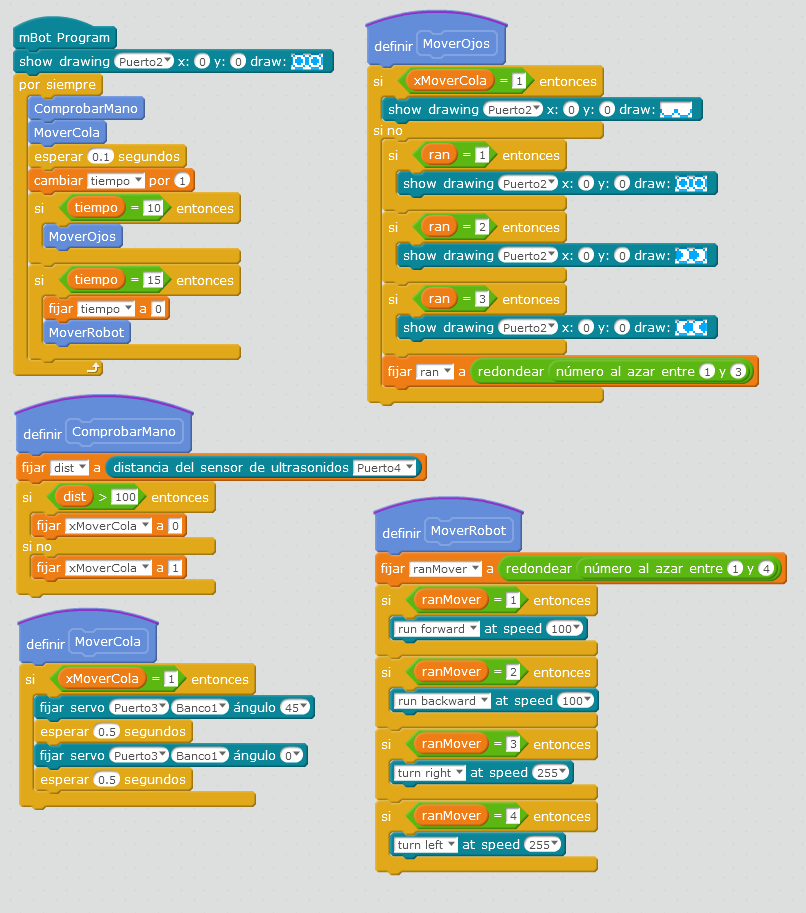 mBot Program
show drawing Puerto2 x: 0 y: 0 draw:
por siempre
ComprobarMano
MoverCola
esperar 0.1 segundos
cambiar tiempo por 1
si tiempo = 10 entonces
MoverOjos
si tiempo = 15 entonces
fijar tiempo a 0
MoverRobot
definir MoverOjos
si xMoverCola = 1 entonces
show drawing Puerto2 x: 0 y: 0 draw:
si no
si ran = 1 entonces
show drawing Puerto2 x: 0 y: 0 draw:
si ran = 2 entonces
show drawing Puerto2 x: 0 y: 0 draw:
si ran = 3 entonces
show drawing Puerto2 x: 0 y: 0 draw:
fijar ran a redondear número al azar entre 1 y 3
definir ComprobarMano
fijar dist a distancia del sensor de ultrasonidos Puerto4
si dist > 100 entonces
fijar xMoverCola a 0
si no
fijar xMoverCola a 1
definir MoverCola
si xMoverCola = 1 entonces
fijar servo Puerto3 Banco1 ángulo 45
esperar 0.5 segundos
fijar servo Puerto3 Banco1 ángulo 0
esperar 0.5 segundos
definir MoverRobot
fijar ranMover a redondear número al azar entre 1 y 4
si ranMover = 1 entonces
run forward at speed 100
si ranMover = 2 entonces
run backward at speed 100
si ranMover = 3 entonces
turn right at speed 255
si ranMover = 4 entonces
turn left at speed 255